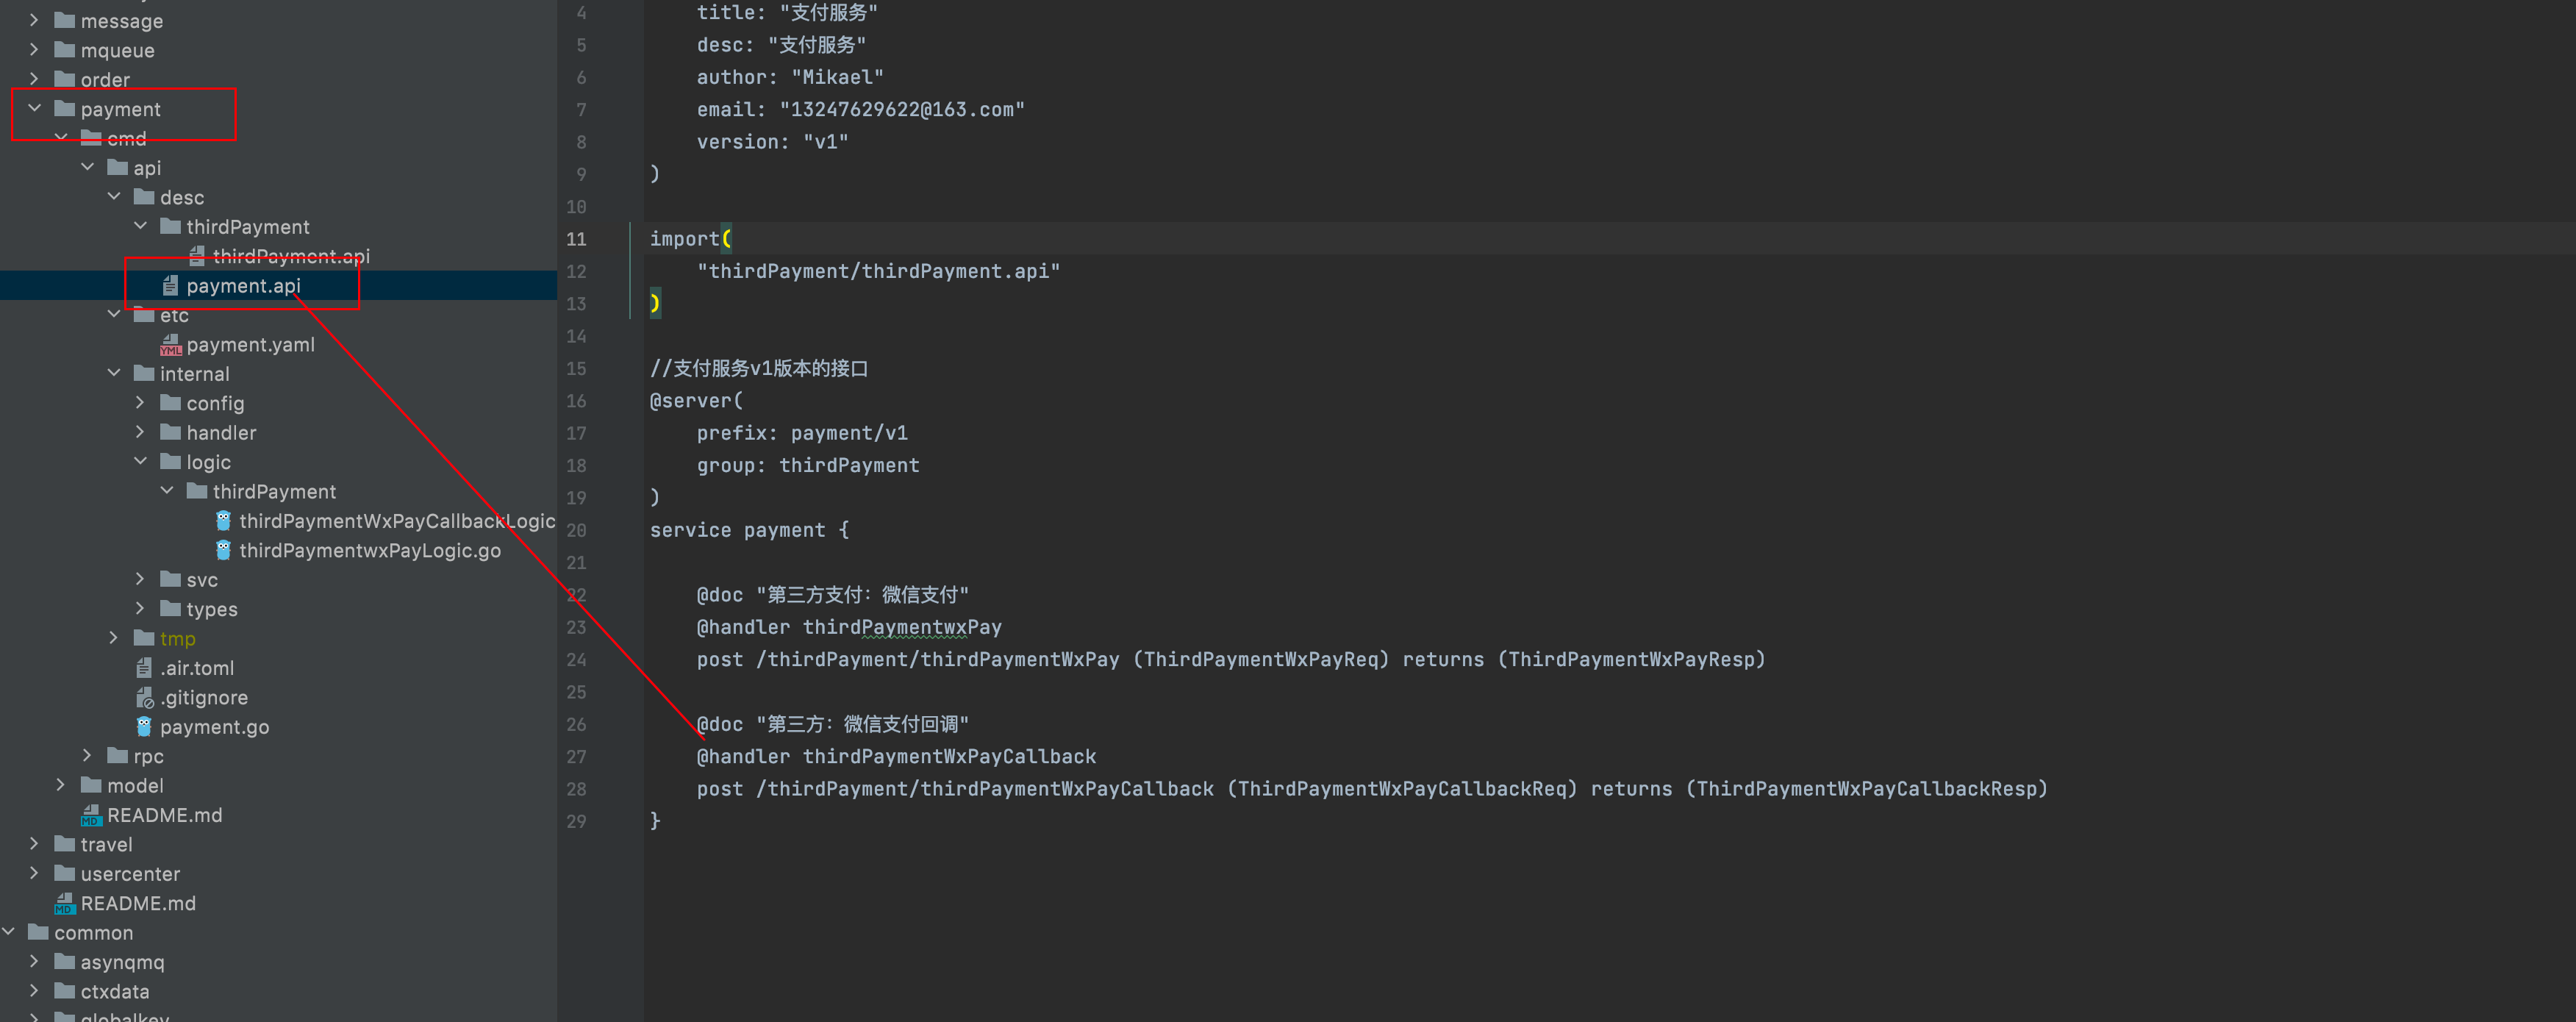 message
mqueue
order
payment
cmd
api
desc
thirdPayment
thirdPayment.api
payment.api
etc
payment.yaml
internal
config
handler
logic
thirdPayment
thirdPaymentWxPayCallbackLogic
thirdPaymentwxPayLogic.go
svc
types
tmp
.air.toml
.gitignore
payment.go
rpc
model
README.md
travel
usercenter
README.md
common
asynqmq
ctxdata
globalkey
4 title: "支付服务"
5 desc: "支付服务"
6 author: "Mikael"
7 email: "13247629622@163.com"
8 version: "v1"
9 )
10
11 import(
12 "thirdPayment/thirdPayment.api"
13 )
14
15 //支付服务v1版本的接口
16 @server(
17 prefix: payment/v1
18 group: thirdPayment
19 )
20 service payment {
21
22 @doc "第三方支付：微信支付"
23 @handler thirdPaymentwxPay
24 post /thirdPayment/thirdPaymentWxPay (ThirdPaymentWxPayReq) returns (ThirdPaymentWxPayResp)
25
26 @doc "第三方：微信支付回调"
27 @handler thirdPaymentWxPayCallback
28 post /thirdPayment/thirdPaymentWxPayCallback (ThirdPaymentWxPayCallbackReq) returns (ThirdPaymentWxPayCallbackResp)
29 }